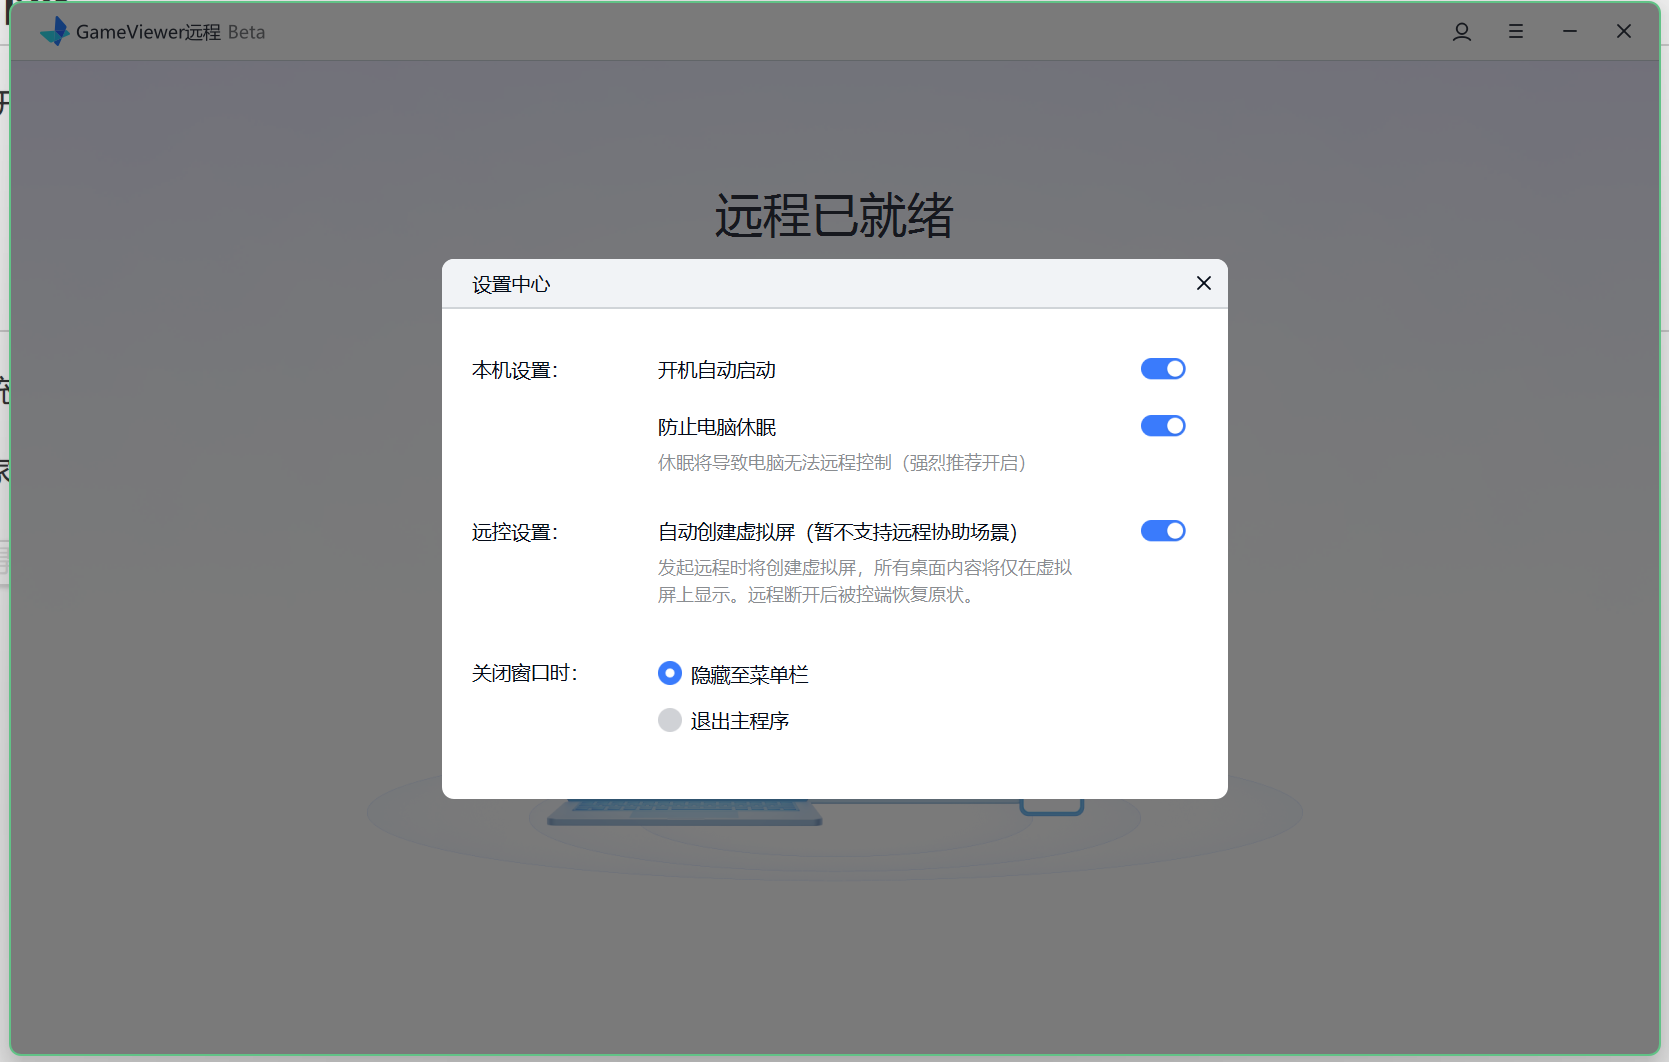 GameViewer远程 Beta
远程已就绪
设置中心
本机设置：
开机自动启动
防止电脑休眠
休眠将导致电脑无法远程控制（强烈推荐开启）
远控设置：
自动创建虚拟屏（暂不支持远程协助场景）
发起远程时将创建虚拟屏，所有桌面内容将仅在虚拟
屏上显示。远程断开后被控端恢复原状。
关闭窗口时：
隐藏至菜单栏
退出主程序